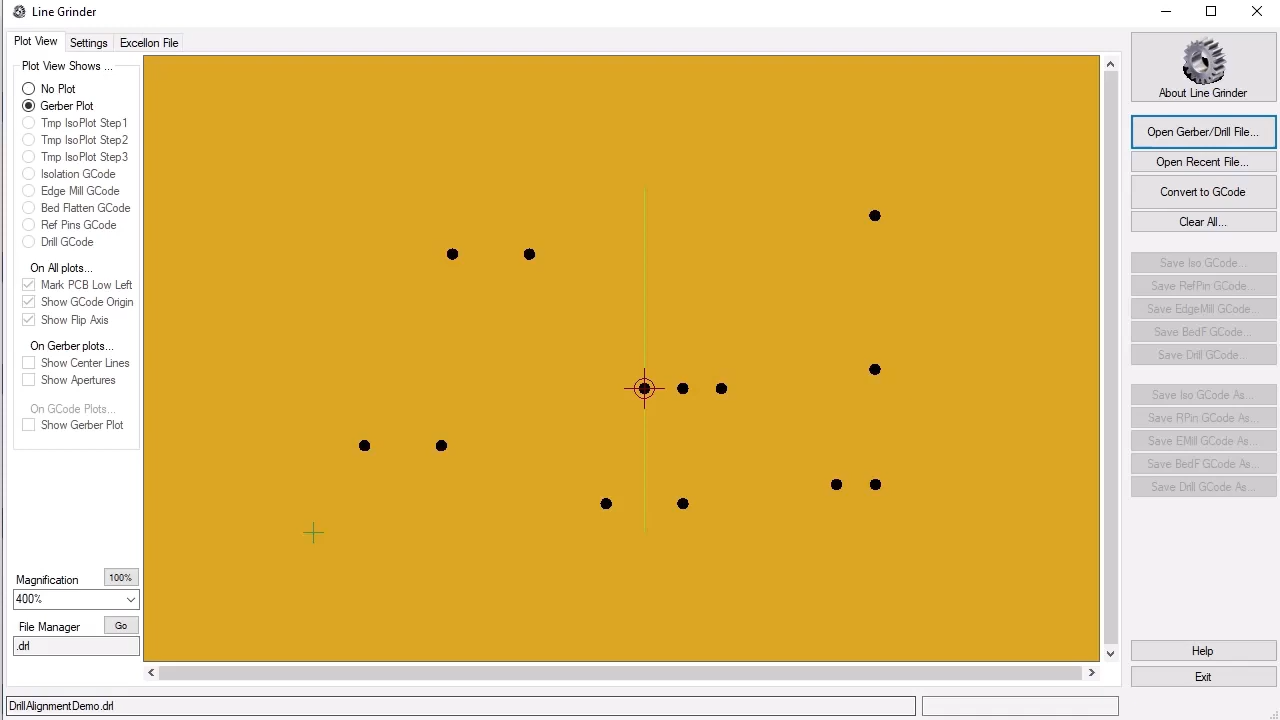 Line Grinder
Plot View
Settings
Excellon File
Plot View Shows ...
No Plot
Gerber Plot
Tmp IsoPlot Step1
Tmp IsoPlot Step2
Tmp IsoPlot Step3
Isolation GCode
Edge Mill GCode
Bed Flatten GCode
Ref Pins GCode
Drill GCode
On All plots...
Mark PCB Low Left
Show GCode Origin
Show Flip Axis
On Gerber plots...
Show Center Lines
Show Apertures
On GCode Plots...
Show Gerber Plot
Magnification
100%
400%
File Manager
Go
.drl
About Line Grinder
Open Gerber/Drill File...
Open Recent File...
Convert to GCode
Clear All...
Save Iso GCode...
Save RefPin GCode...
Save EdgeMill GCode...
Save BedF GCode...
Save Drill GCode...
Save Iso GCode As...
Save RPin GCode As...
Save EMill GCode As...
Save BedF GCode As...
Save Drill GCode As...
Help
Exit
DrillAlignmentDemo.drl